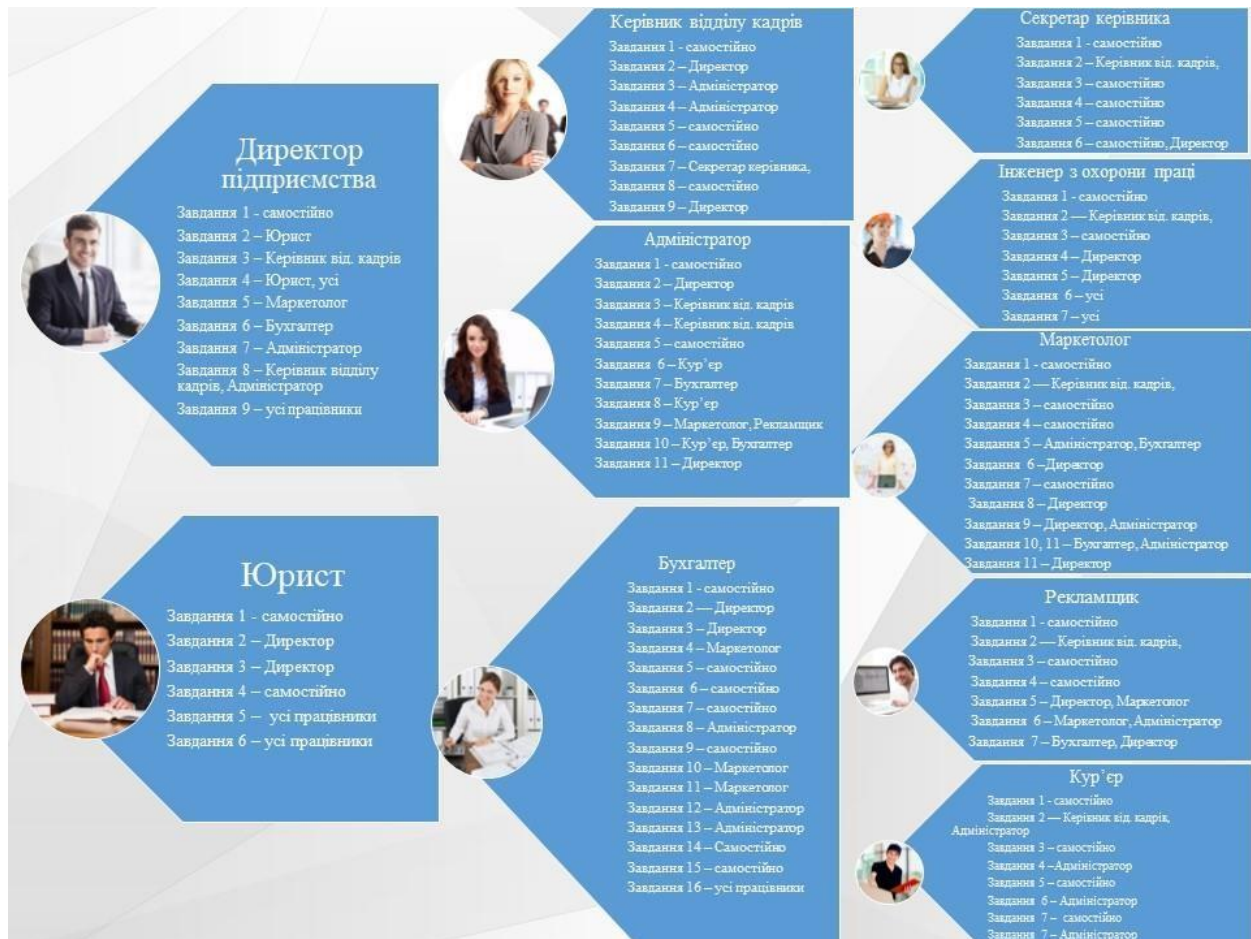 Директор
підприємства
Завдання 1 - самостійно
Завдання 2 – Юрист
Завдання 3 – Керівник від. кадрів
Завдання 4 – Юрист, усі
Завдання 5 – Маркетолог
Завдання 6 – Бухгалтер
Завдання 7 – Адміністратор
Завдання 8 – Керівник відділу
кадрів, Адміністратор
Завдання 9 – усі працівники
Юрист
Завдання 1 - самостійно
Завдання 2 – Директор
Завдання 3 – Директор
Завдання 4 – самостійно
Завдання 5 – усі працівники
Завдання 6 – усі працівники
Керівник відділу кадрів
Завдання 1 - самостійно
Завдання 2 – Директор
Завдання 3 – Адміністратор
Завдання 4 – Адміністратор
Завдання 5 – самостійно
Завдання 6 – самостійно
Завдання 7 – Секретар керівника,
Завдання 8 – самостійно
Завдання 9 – Директор
Адміністратор
Завдання 1 - самостійно
Завдання 2 – Директор
Завдання 3 – Керівник від. кадрів
Завдання 4 – Керівник від. кадрів
Завдання 5 – самостійно
Завдання 6 – Кур’єр
Завдання 7 – Бухгалтер
Завдання 8 – Кур’єр
Завдання 9 – Маркетолог, Рекламщик
Завдання 10 – Кур’єр, Бухгалтер
Завдання 11 – Директор
Бухгалтер
Завдання 1 - самостійно
Завдання 2 — Директор
Завдання 3 – Директор
Завдання 4 – Маркетолог
Завдання 5 – самостійно
Завдання 6 – самостійно
Завдання 7 – самостійно
Завдання 8 – Адміністратор
Завдання 9 – самостійно
Завдання 10 – Маркетолог
Завдання 11 – Маркетолог
Завдання 12 – Адміністратор
Завдання 13 – Адміністратор
Завдання 14 – Самостійно
Завдання 15 – самостійно
Завдання 16 – усі працівники
Секретар керівника
Завдання 1 - самостійно
Завдання 2 – Керівник від. кадрів,
Завдання 3 – самостійно
Завдання 4 – самостійно
Завдання 5 – самостійно
Завдання 6 – самостійно, Директор
Інженер з охорони праці
Завдання 1 - самостійно
Завдання 2 — Керівник від. кадрів,
Завдання 3 – самостійно
Завдання 4 – Директор
Завдання 5 – Директор
Завдання 6 – усі
Завдання 7 – усі
Маркетолог
Завдання 1 - самостійно
Завдання 2 — Керівник від. кадрів,
Завдання 3 – самостійно
Завдання 4 – самостійно
Завдання 5 – Адміністратор, Бухгалтер
Завдання 6 –Директор
Завдання 7 – самостійно
Завдання 8 – Директор
Завдання 9 – Директор, Адміністратор
Завдання 10, 11 – Бухгалтер, Адміністратор
Завдання 11 – Директор
Рекламщик
Завдання 1 - самостійно
Завдання 2 — Керівник від. кадрів,
Завдання 3 – самостійно
Завдання 4 – самостійно
Завдання 5 – Директор, Маркетолог
Завдання 6 – Маркетолог, Адміністратор
Завдання 7 – Бухгалтер, Директор
Кур’єр
Завдання 1 - самостійно
Завдання 2 — Керівник від. кадрів,
Адміністратор
Завдання 3 – самостійно
Завдання 4 –Адміністратор
Завдання 5 – самостійно
Завдання 6 – Адміністратор
Завдання 7 – самостійно
Завдання 7 – Адміністратор